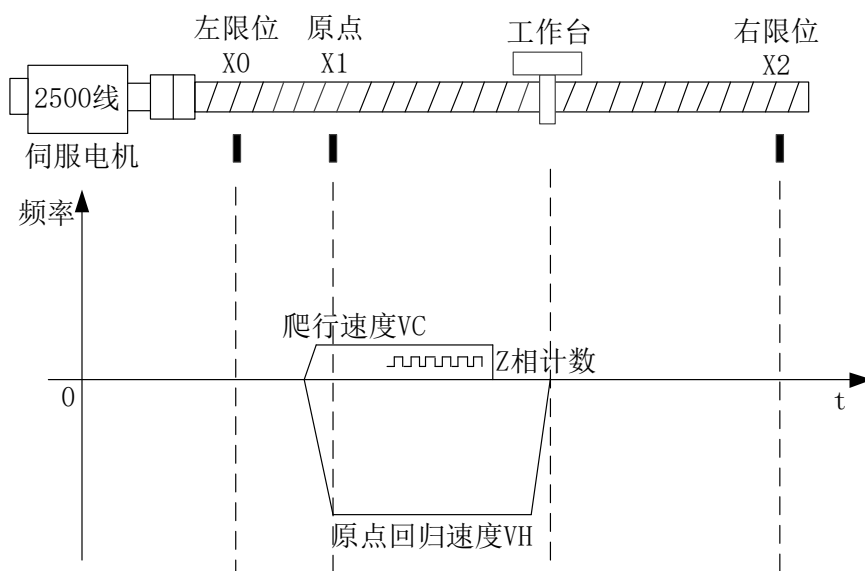 左限位
X0
原点
X1
工作台
右限位
X2
2500线
伺服电机
频率
爬行速度VC
Z相计数
0
t
原点回归速度VH